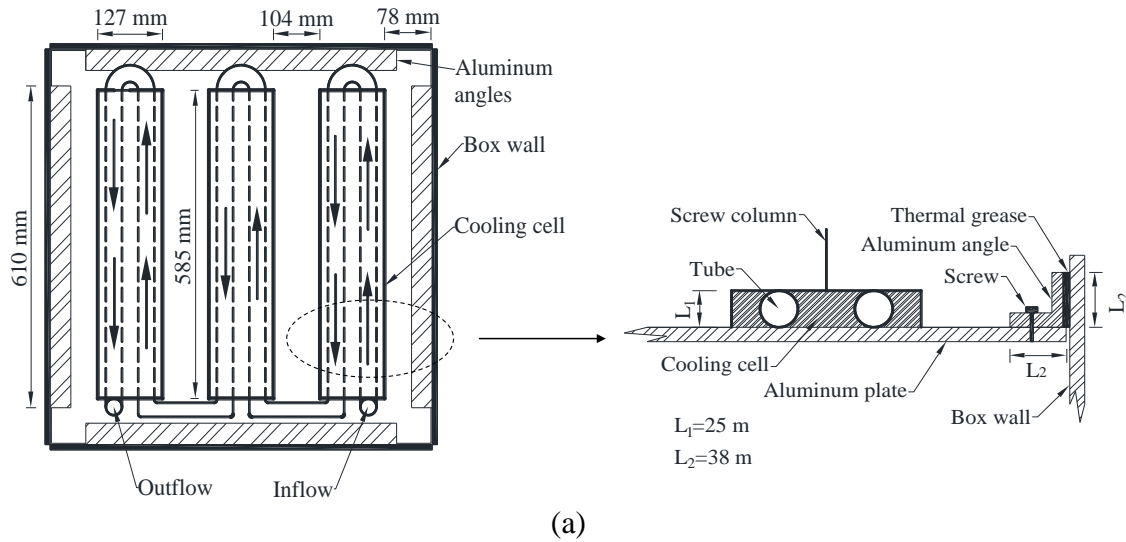 127 mm
104 mm
78 mm
Aluminum
angles
Box wall
Cooling cell
610 mm
585 mm
Outflow
Inflow
Screw column
Thermal grease
Aluminum angle
Screw
Tube
L1
L2
L2
Cooling cell
Aluminum plate
Box wall
L1=25 m
L2=38 m
(a)